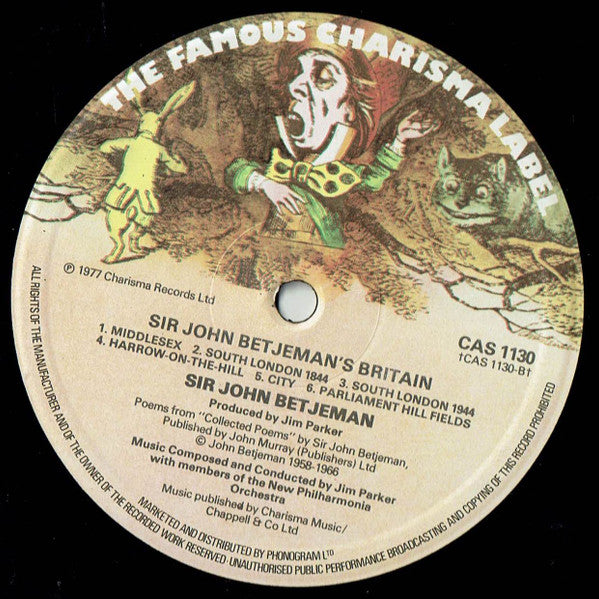 THE FAMOUS CHARISMA LABEL
℗ 1977 Charisma Records Ltd
CAS 1130
†CAS 1130-B†
SIR JOHN BETJEMAN'S BRITAIN
1. MIDDLESEX 2. SOUTH LONDON 1844 3. SOUTH LONDON 1944
4. HARROW-ON-THE-HILL 5. CITY 6. PARLIAMENT HILL FIELDS
SIR JOHN BETJEMAN
Produced by Jim Parker
Poems from "Collected Poems" by Sir John Betjeman,
Published by John Murray (Publishers) Ltd
© John Betjeman 1958-1966
Music Composed and Conducted by Jim Parker
with members of the New Philharmonia
Orchestra
Music published by Charisma Music/
Chappell & Co Ltd
ALL RIGHTS OF THE MANUFACTURER AND OF THE OWNER OF THE RECORDED WORK RESERVED · UNAUTHORISED PUBLIC PERFORMANCE BROADCASTING AND COPYING OF THIS RECORD PROHIBITED
MARKETED AND DISTRIBUTED BY PHONOGRAM LTD